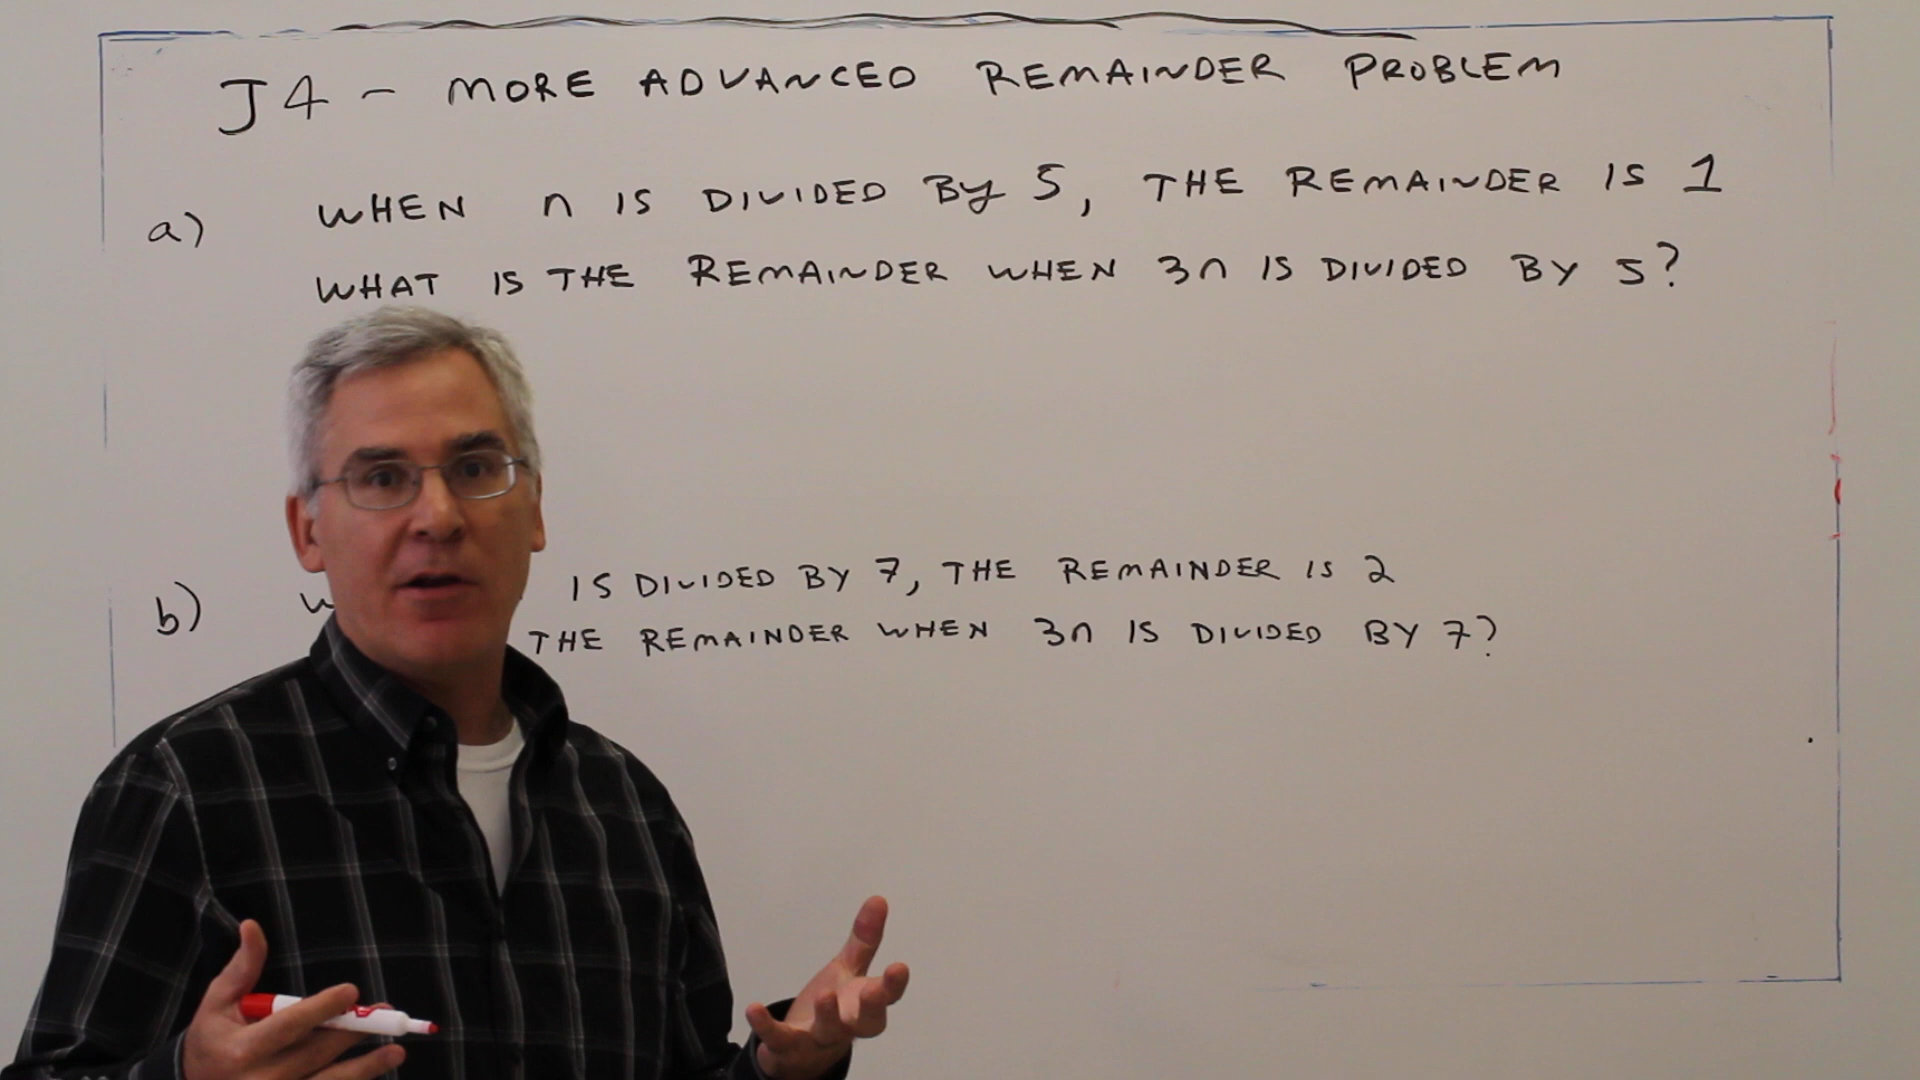 J4 - MORE ADVANCED REMAINDER PROBLEM
a) WHEN n IS DIVIDED By 5, THE REMAINDER IS 1
WHAT IS THE REMAINDER WHEN 3n IS DIVIDED BY 5?
b) IS DIVIDED BY 7, THE REMAINDER IS 2
THE REMAINDER WHEN 3n IS DIVIDED BY 7?